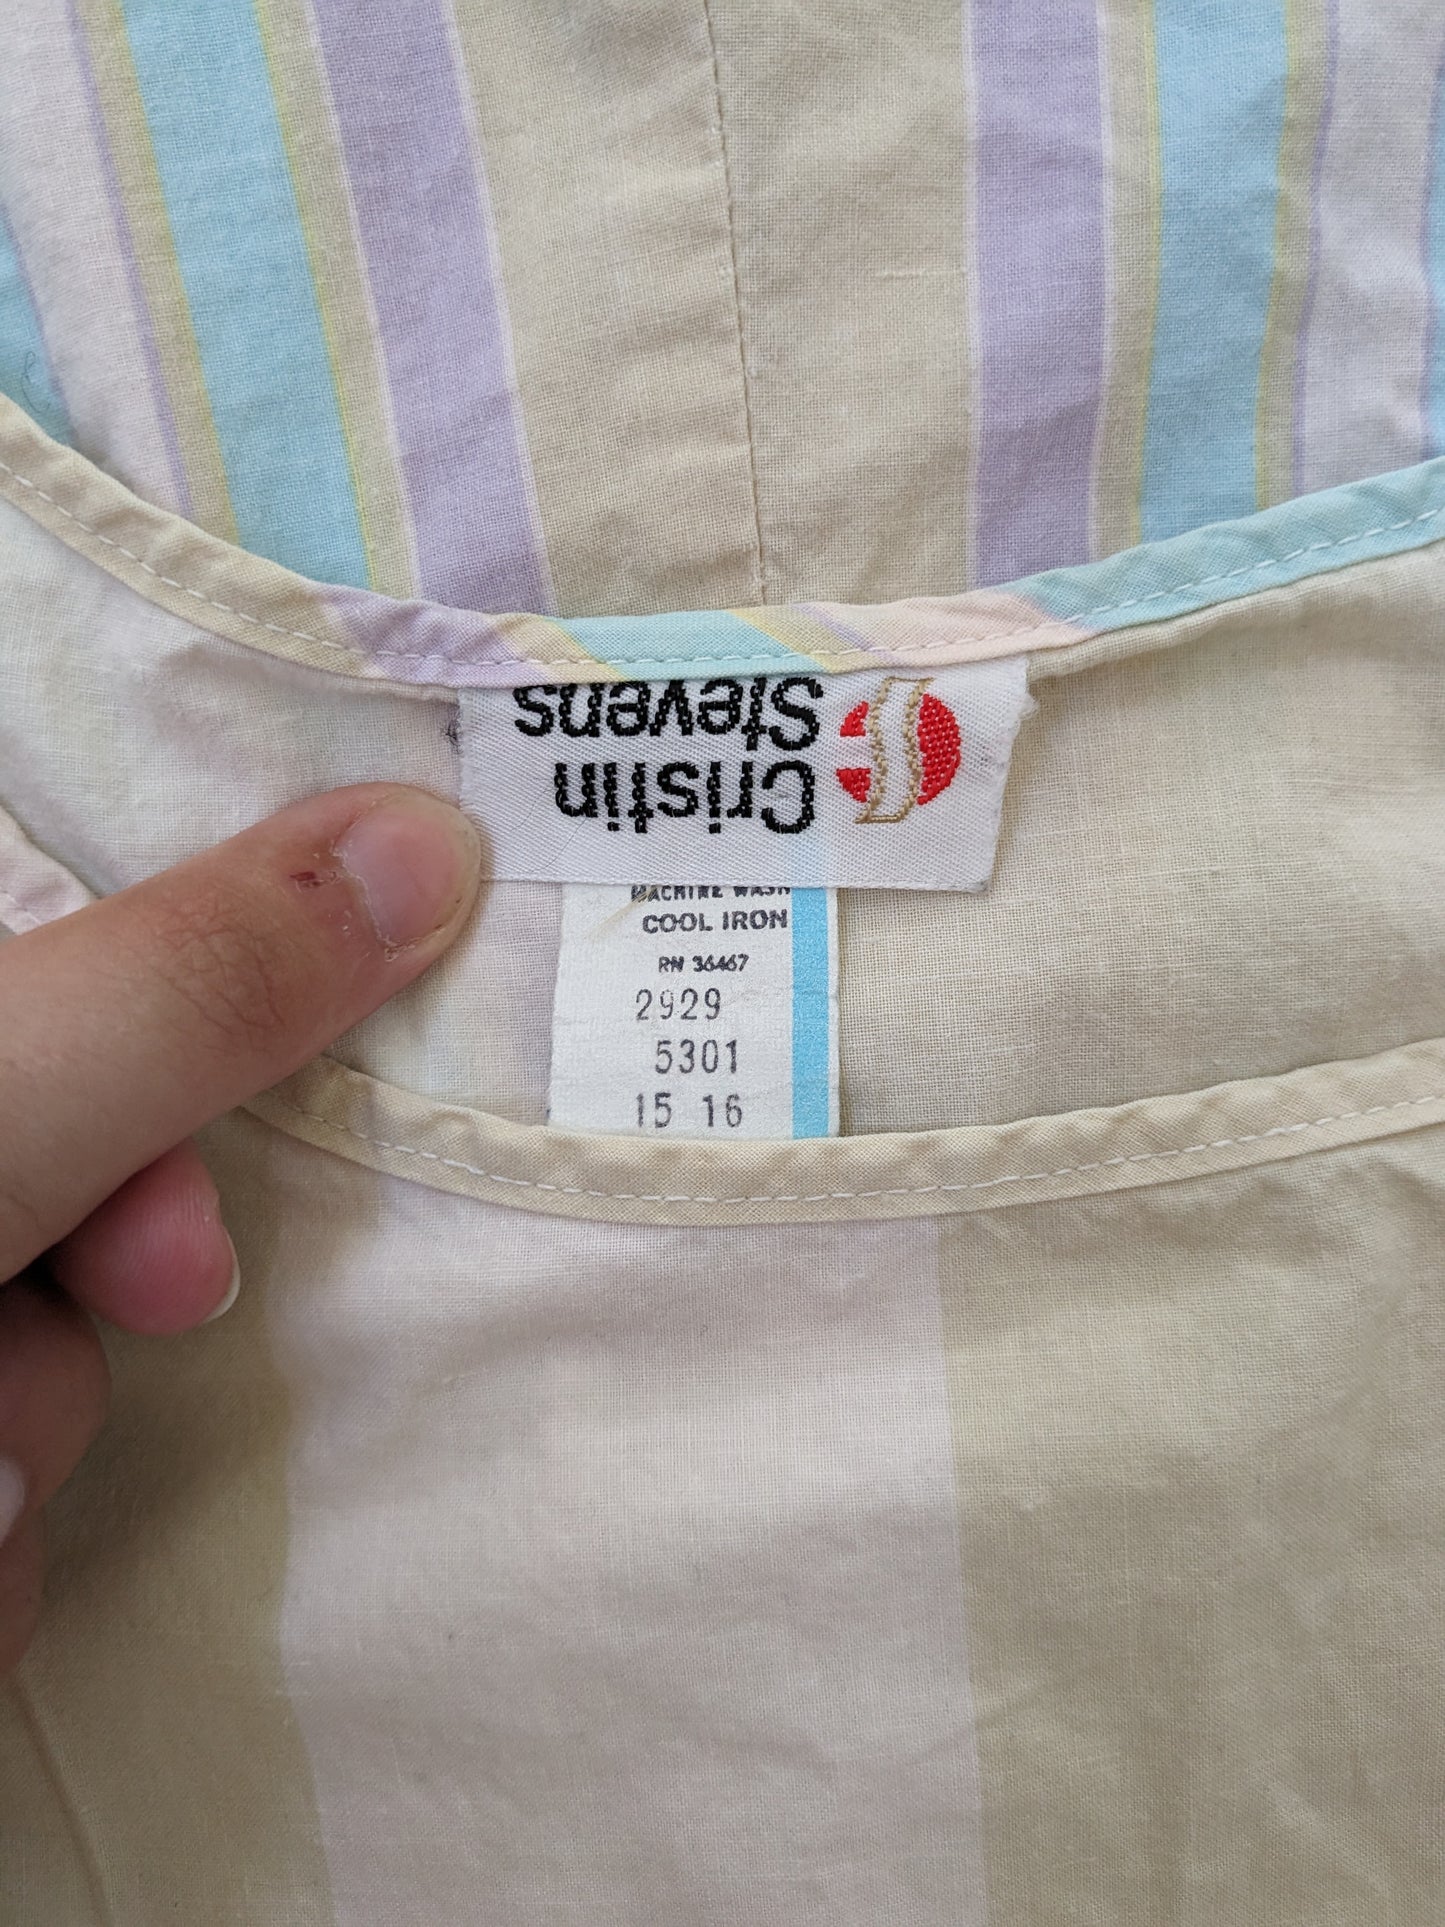 Cristin
Stevens
MACHINE WASH
COOL IRON
RN 36467
2929
5301
15 16